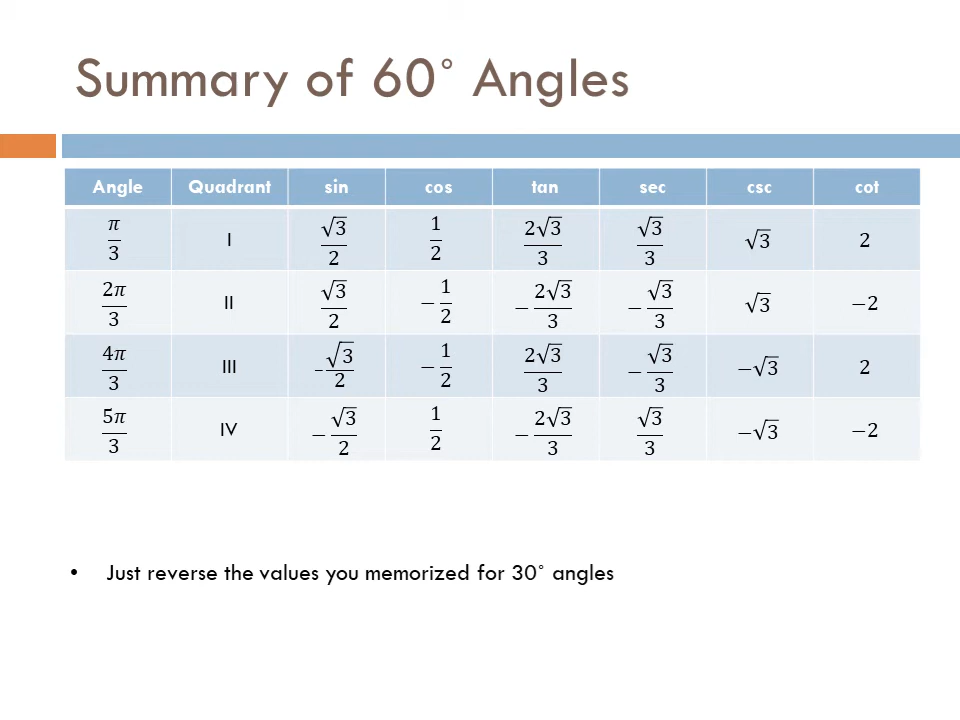 Summary of 60˚ Angles
Angle Quadrant sin cos tan sec csc cot
π/3 I √3/2 1/2 2√3/3 √3/3 √3 2
2π/3 II √3/2 −1/2 −2√3/3 −√3/3 √3 −2
4π/3 III -√3/2 −1/2 2√3/3 −√3/3 −√3 2
5π/3 IV −√3/2 1/2 −2√3/3 √3/3 −√3 −2
• Just reverse the values you memorized for 30˚ angles